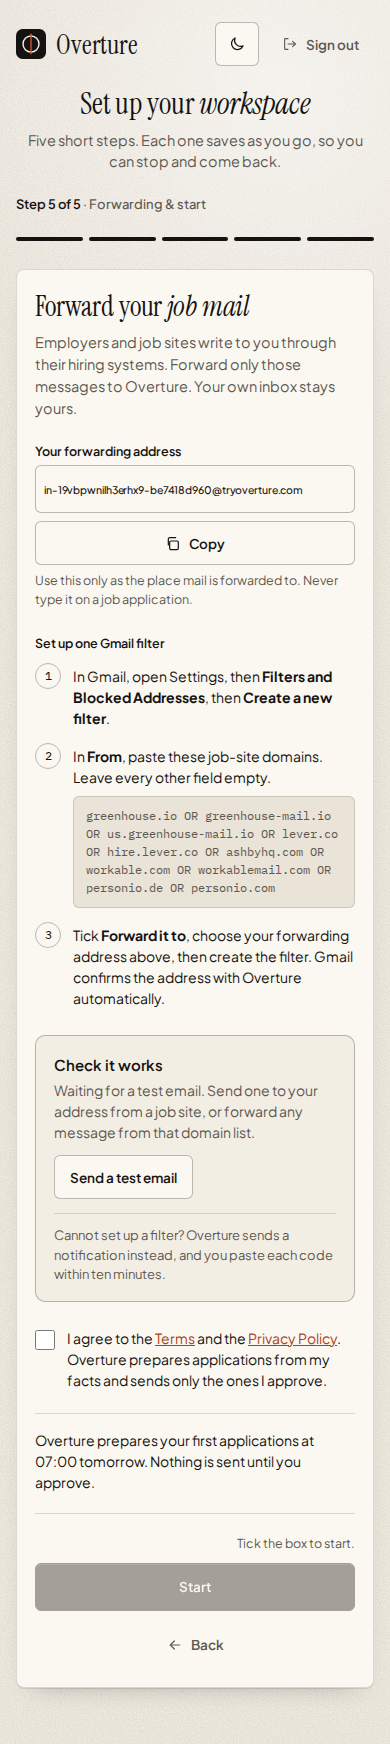 Overture
Sign out
Set up your workspace
Five short steps. Each one saves as you go, so you
can stop and come back.
Step 5 of 5 · Forwarding & start
Forward your job mail
Employers and job sites write to you through
their hiring systems. Forward only those
messages to Overture. Your own inbox stays
yours.
Your forwarding address
in-19vbpwnilh3erhx9-be7418d960@tryoverture.com
Copy
Use this only as the place mail is forwarded to. Never
type it on a job application.
Set up one Gmail filter
1 In Gmail, open Settings, then Filters and
Blocked Addresses, then Create a new
filter.
2 In From, paste these job-site domains.
Leave every other field empty.
greenhouse.io OR greenhouse-mail.io
OR us.greenhouse-mail.io OR lever.co
OR hire.lever.co OR ashbyhq.com OR
workable.com OR workablemail.com OR
personio.de OR personio.com
3 Tick Forward it to, choose your forwarding
address above, then create the filter. Gmail
confirms the address with Overture
automatically.
Check it works
Waiting for a test email. Send one to your
address from a job site, or forward any
message from that domain list.
Send a test email
Cannot set up a filter? Overture sends a
notification instead, and you paste each code
within ten minutes.
I agree to the Terms and the Privacy Policy.
Overture prepares applications from my
facts and sends only the ones I approve.
Overture prepares your first applications at
07:00 tomorrow. Nothing is sent until you
approve.
Tick the box to start.
Start
Back